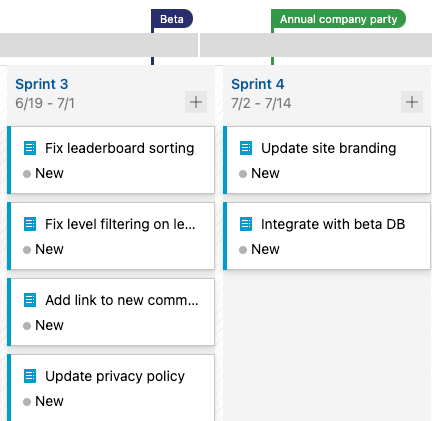 Beta
Annual company party
Sprint 3
6/19 - 7/1
Fix leaderboard sorting
New
Fix level filtering on le...
New
Add link to new comm...
New
Update privacy policy
New
Sprint 4
7/2 - 7/14
Update site branding
New
Integrate with beta DB
New